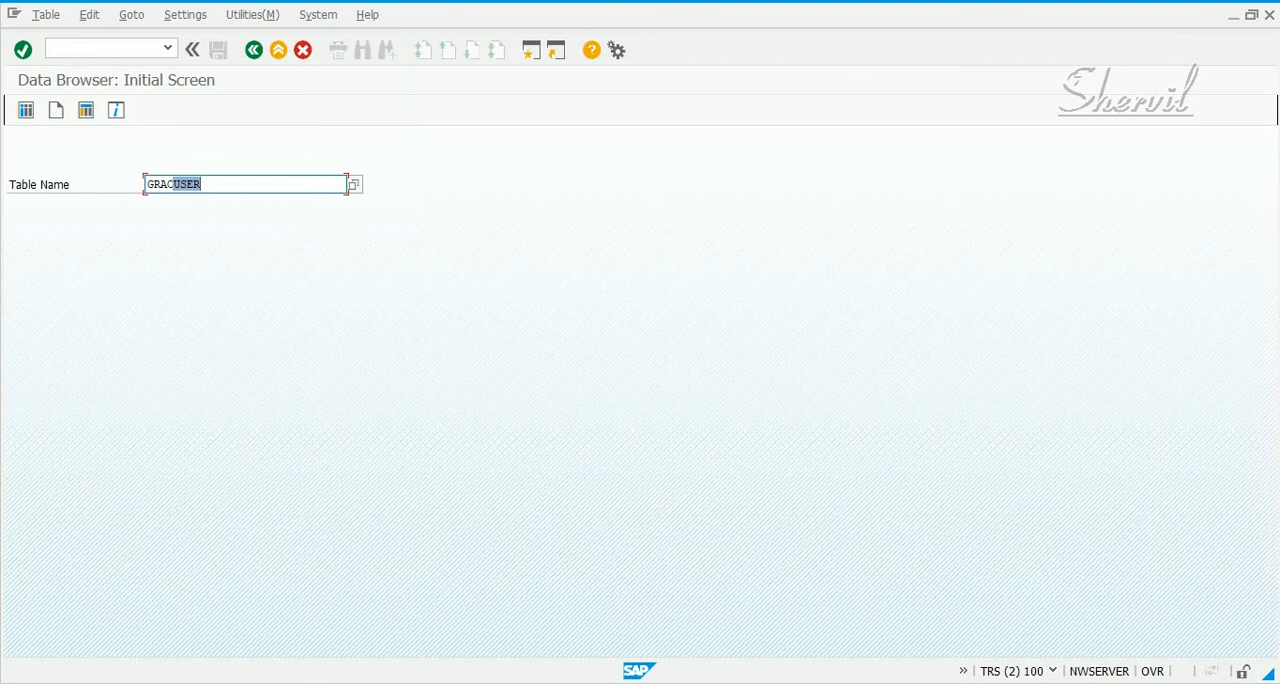 Table Edit Goto Settings Utilities(M) System Help
Data Browser: Initial Screen
Shervil
Table Name GRACUSER
SAP
» TRS (2) 100 NWSERVER OVR